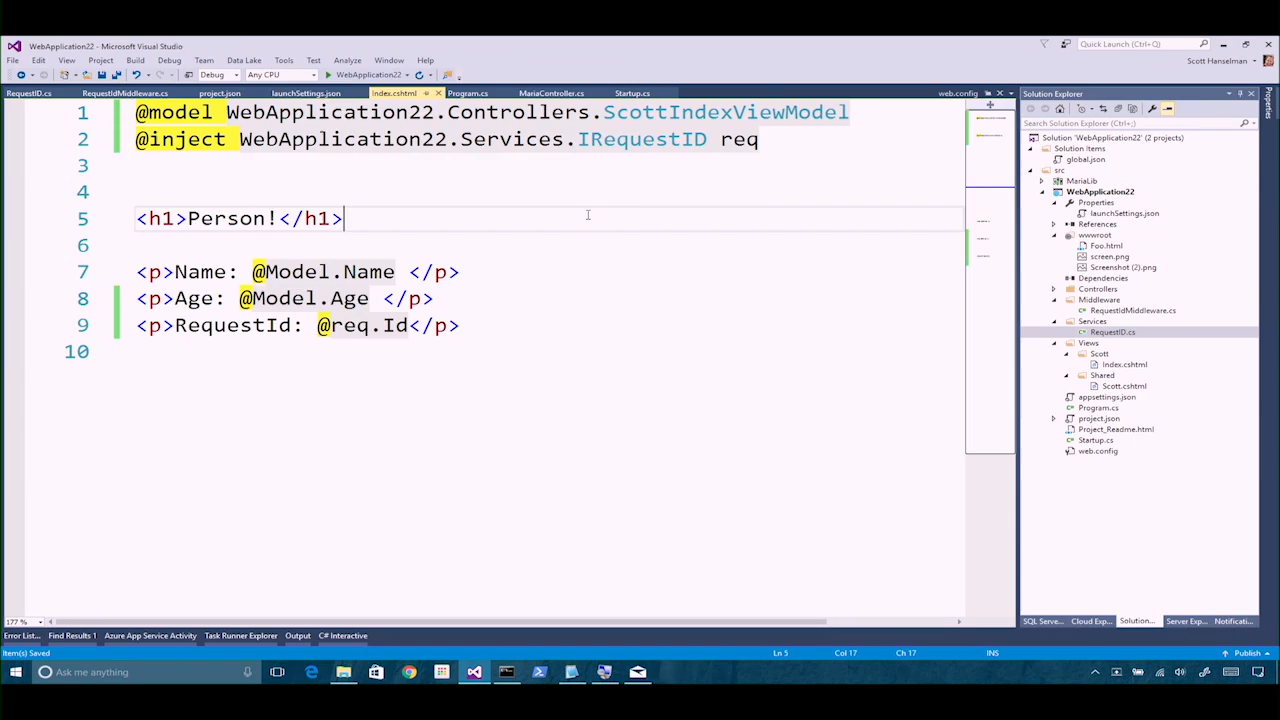 WebApplication22 - Microsoft Visual Studio
Quick Launch (Ctrl+;)
File Edit View Project Build Debug Team Data Lake Tools Test Analyze Window Help
Scott Hanselman
Debug Any CPU WebApplication22
RequestID.cs RequestIdMiddleware.cs project.json launchSettings.json Index.cshtml Program.cs MariaController.cs Startup.cs web.config
1 @model WebApplication22.Controllers.ScottIndexViewModel
2 @inject WebApplication22.Services.IRequestID req
3
4
5 <h1>Person!</h1>
6
7 <p>Name: @Model.Name </p>
8 <p>Age: @Model.Age </p>
9 <p>RequestId: @req.Id</p>
10
Solution Explorer
Search Solution Explorer (Ctrl+;)
Solution 'WebApplication22' (2 projects)
Solution Items
global.json
src
MariaLib
WebApplication22
Properties
launchSettings.json
References
wwwroot
Foo.html
screen.png
Screenshot (2).png
Dependencies
Controllers
Middleware
RequestIdMiddleware.cs
Services
RequestID.cs
Views
Scott
Index.cshtml
Shared
Scott.cshtml
appsettings.json
Program.cs
project.json
Project_Readme.html
Startup.cs
web.config
Properties
177 %
SQL Serve... Cloud Exp... Solution... Server Exp... Notificati...
Error List... Find Results 1 Azure App Service Activity Task Runner Explorer Output C# Interactive
Item(s) Saved Ln 5 Col 17 Ch 17 INS Publish
Ask me anything